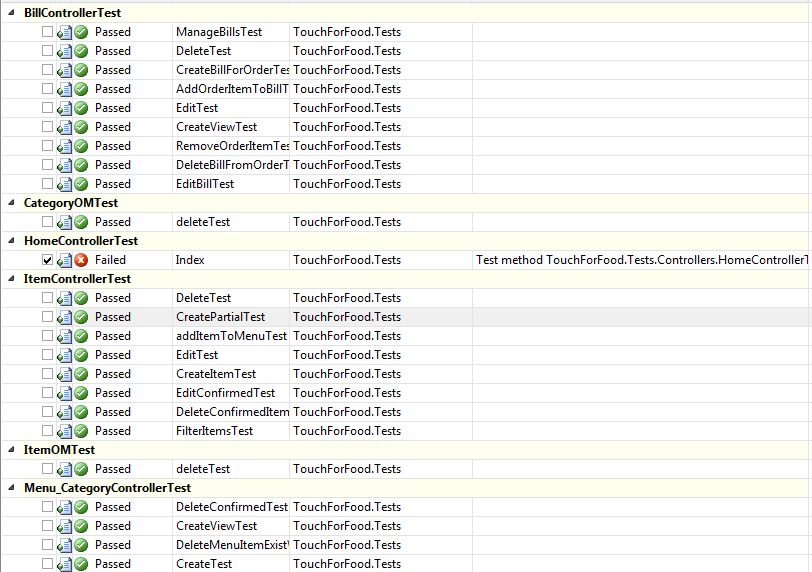 BillControllerTest
Passed ManageBillsTest TouchForFood.Tests
Passed DeleteTest TouchForFood.Tests
Passed CreateBillForOrderTes TouchForFood.Tests
Passed AddOrderItemToBillT TouchForFood.Tests
Passed EditTest TouchForFood.Tests
Passed CreateViewTest TouchForFood.Tests
Passed RemoveOrderItemTes TouchForFood.Tests
Passed DeleteBillFromOrderT TouchForFood.Tests
Passed EditBillTest TouchForFood.Tests
CategoryOMTest
Passed deleteTest TouchForFood.Tests
HomeControllerTest
Failed Index TouchForFood.Tests Test method TouchForFood.Tests.Controllers.HomeControllerT
ItemControllerTest
Passed DeleteTest TouchForFood.Tests
Passed CreatePartialTest TouchForFood.Tests
Passed addItemToMenuTest TouchForFood.Tests
Passed EditTest TouchForFood.Tests
Passed CreateItemTest TouchForFood.Tests
Passed EditConfirmedTest TouchForFood.Tests
Passed DeleteConfirmedItem TouchForFood.Tests
Passed FilterItemsTest TouchForFood.Tests
ItemOMTest
Passed deleteTest TouchForFood.Tests
Menu_CategoryControllerTest
Passed DeleteConfirmedTest TouchForFood.Tests
Passed CreateViewTest TouchForFood.Tests
Passed DeleteMenuItemExist TouchForFood.Tests
Passed CreateTest TouchForFood.Tests